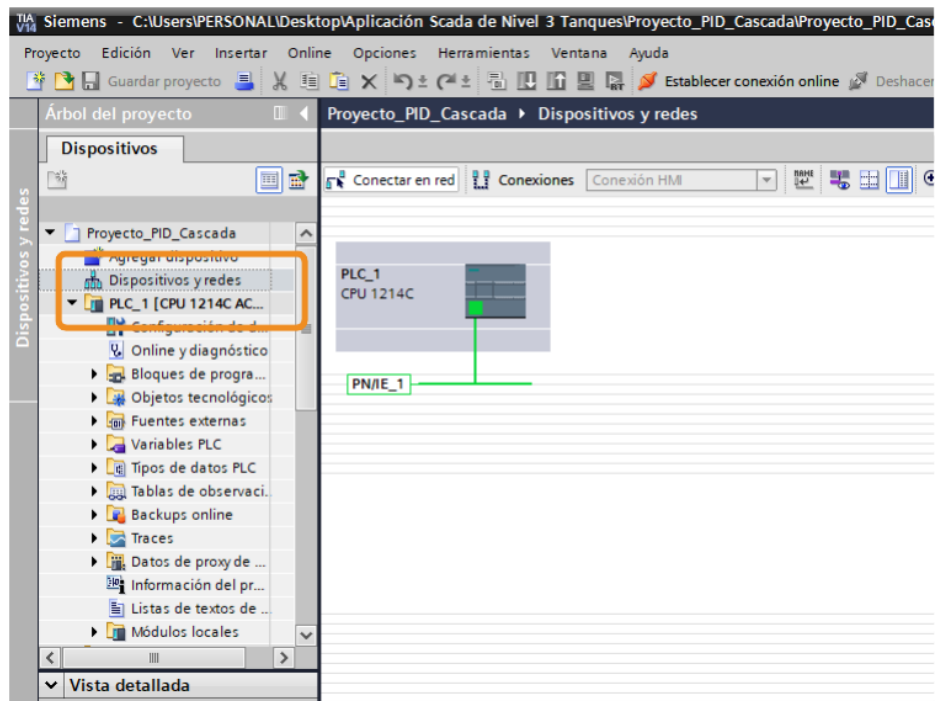 TIA V14 Siemens - C:\Users\PERSONAL\Desktop\Aplicación Scada de Nivel 3 Tanques\Proyecto_PID_Cascada\Proyecto_PID_Casc
Proyecto Edición Ver Insertar Online Opciones Herramientas Ventana Ayuda
Guardar proyecto Establecer conexión online Deshacer
Árbol del proyecto
Proyecto_PID_Cascada Dispositivos y redes
Dispositivos
Conectar en red Conexiones Conexión HMI
Dispositivos y redes
Proyecto_PID_Cascada
Agregar dispositivo
Dispositivos y redes
PLC_1 [CPU 1214C AC...
Configuración de d...
Online y diagnóstico
Bloques de progra...
Objetos tecnológicos
Fuentes externas
Variables PLC
Tipos de datos PLC
Tablas de observaci..
Backups online
Traces
Datos de proxy de ...
Información del pr...
Listas de textos de ...
Módulos locales
Vista detallada
PLC_1
CPU 1214C
PN/IE_1